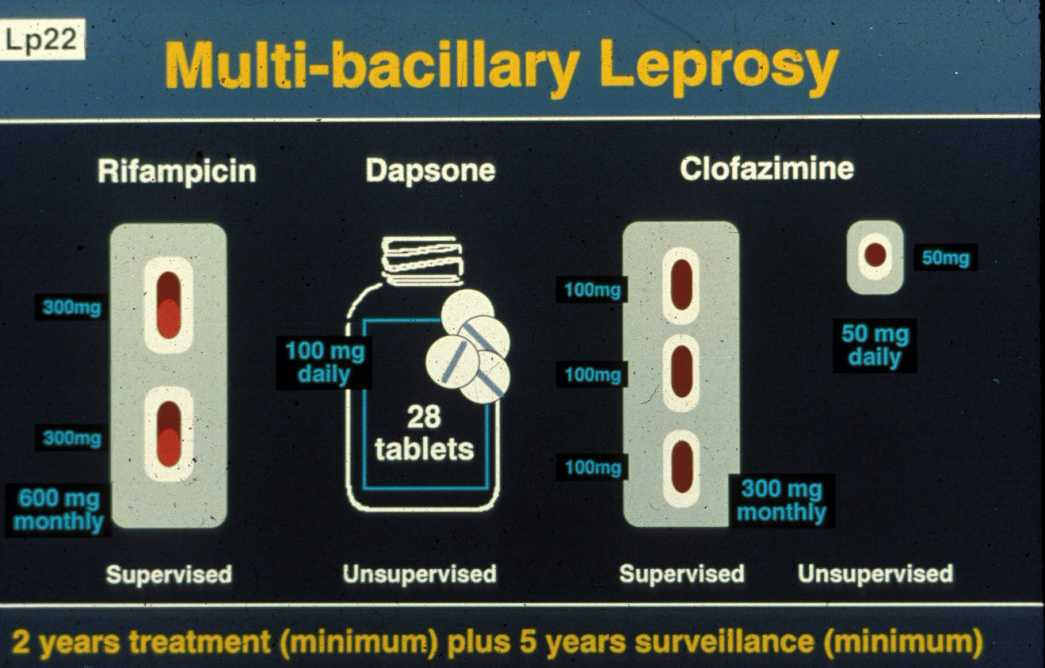 Lp22
Multi-bacillary Leprosy
Rifampicin
Dapsone
Clofazimine
300mg
300mg
600 mg
monthly
Supervised
100 mg
daily
28
tablets
Unsupervised
100mg
100mg
100mg
300 mg
monthly
Supervised
50mg
50 mg
daily
Unsupervised
2 years treatment (minimum) plus 5 years surveillance (minimum)